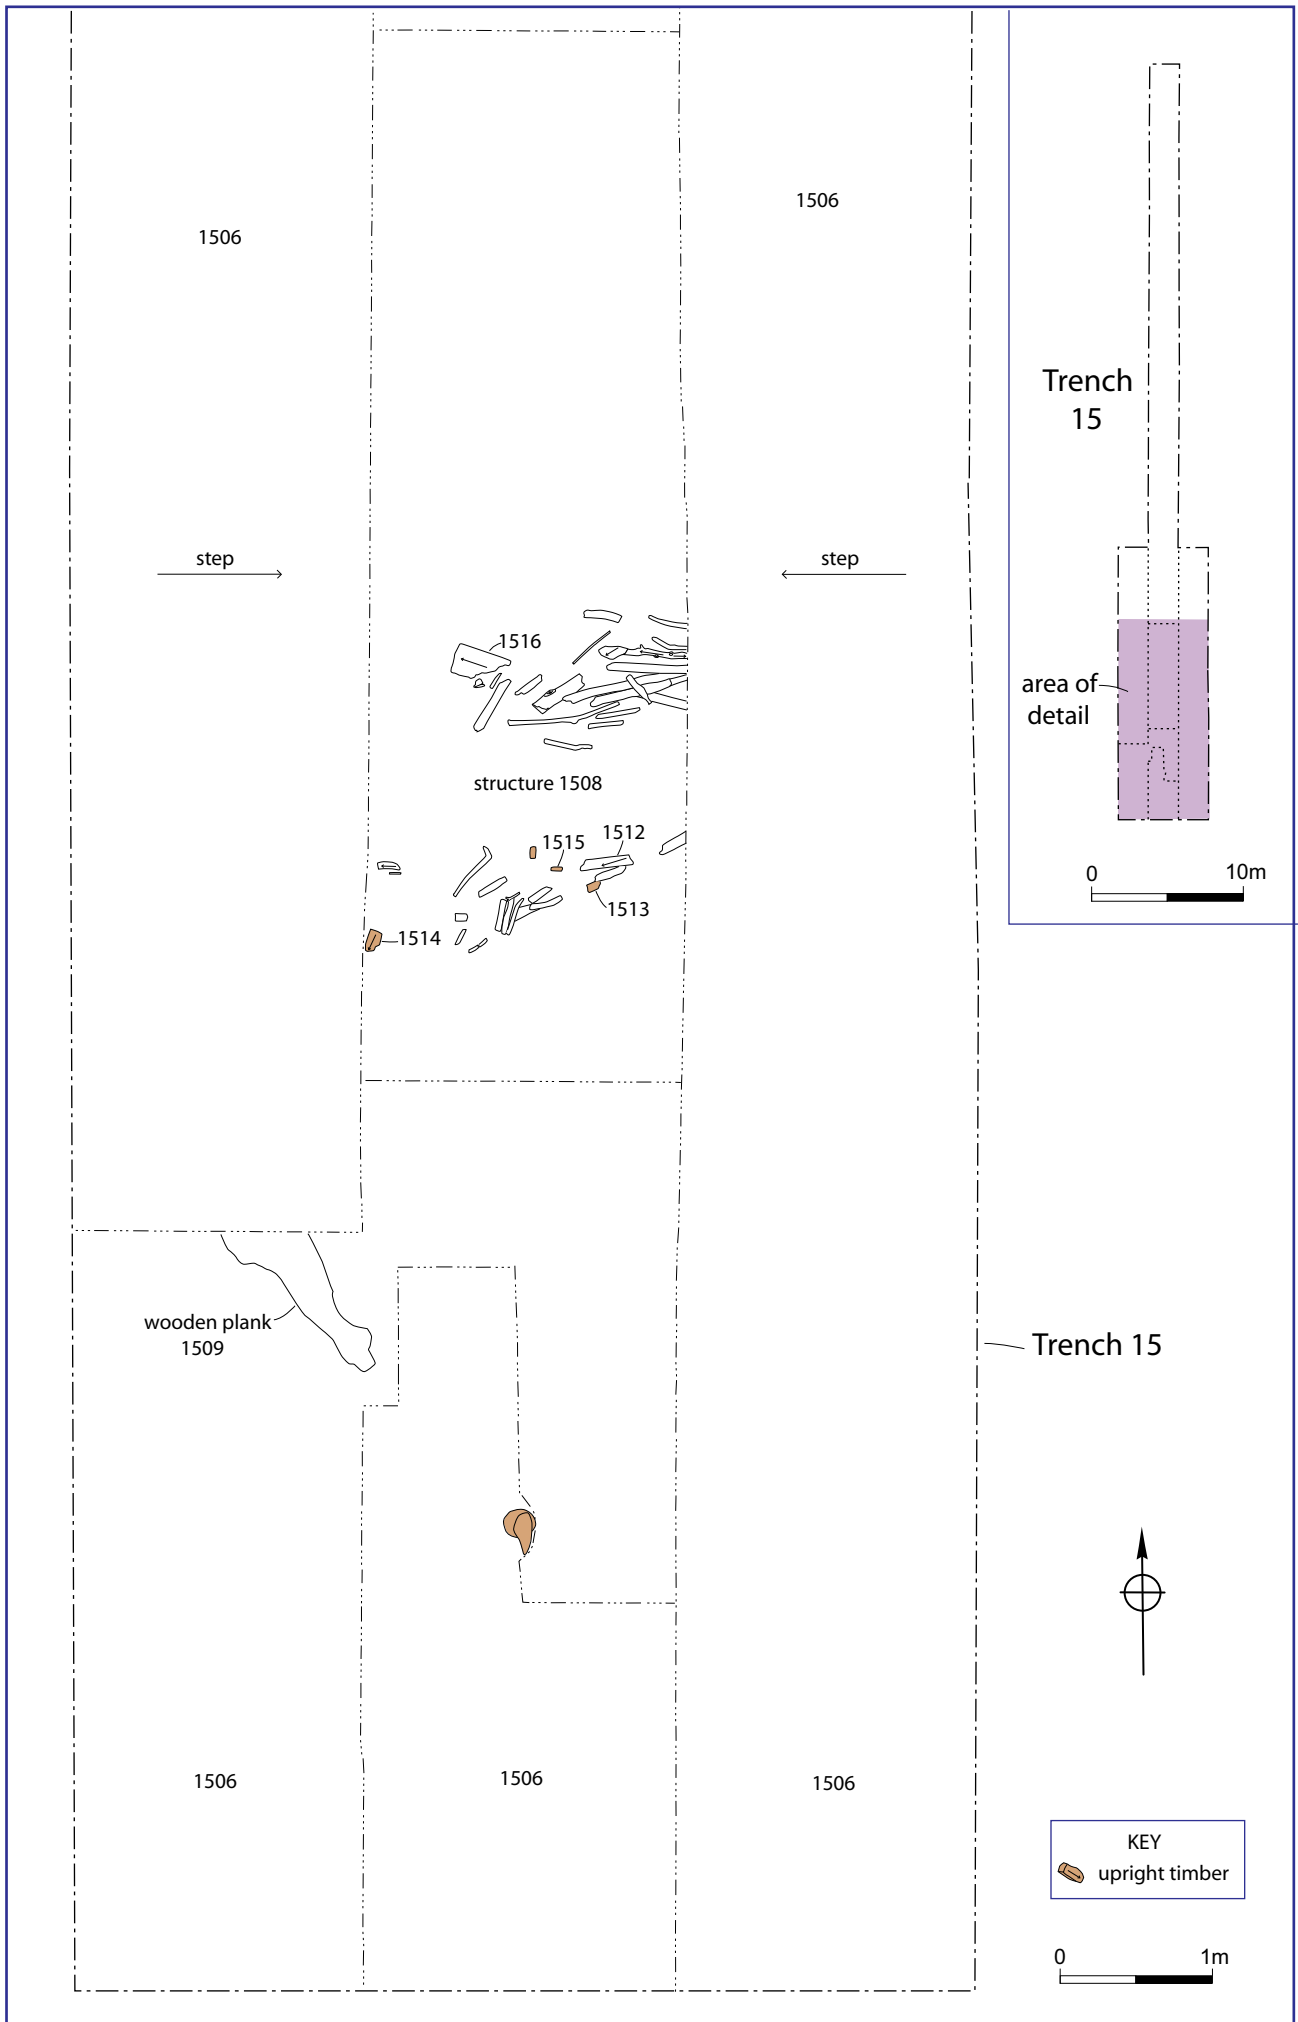 1506
1506
Trench
15
step
step
1516
area of
detail
structure 1508
1515
1512
0
10m
1513
1514
wooden plank
1509
Trench 15
1506
1506
1506
KEY
upright timber
0
1m